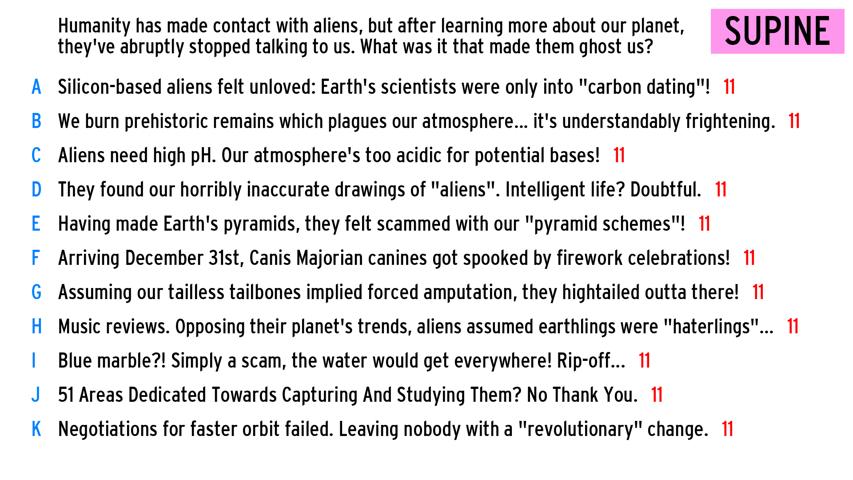 Humanity has made contact with aliens, but after learning more about our planet,
they've abruptly stopped talking to us. What was it that made them ghost us?
SUPINE
A Silicon-based aliens felt unloved: Earth's scientists were only into "carbon dating"! 11
B We burn prehistoric remains which plagues our atmosphere... it's understandably frightening. 11
C Aliens need high pH. Our atmosphere's too acidic for potential bases! 11
D They found our horribly inaccurate drawings of "aliens". Intelligent life? Doubtful. 11
E Having made Earth's pyramids, they felt scammed with our "pyramid schemes"! 11
F Arriving December 31st, Canis Majorian canines got spooked by firework celebrations! 11
G Assuming our tailless tailbones implied forced amputation, they hightailed outta there! 11
H Music reviews. Opposing their planet's trends, aliens assumed earthlings were "haterlings"... 11
I Blue marble?! Simply a scam, the water would get everywhere! Rip-off... 11
J 51 Areas Dedicated Towards Capturing And Studying Them? No Thank You. 11
K Negotiations for faster orbit failed. Leaving nobody with a "revolutionary" change. 11